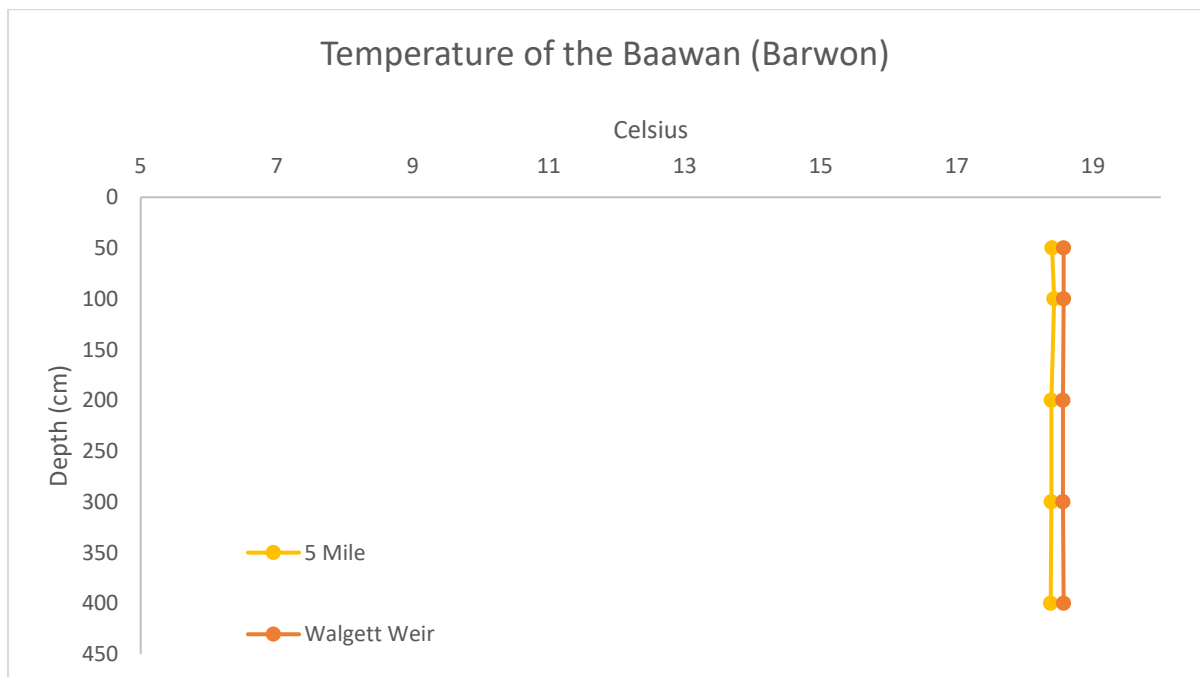 Temperature of the Baawan (Barwon)
Celsius
5 7 9 11 13 15 17 19
0
50
100
150
200
250
300
350
400
450
Depth (cm)
5 Mile
Walgett Weir